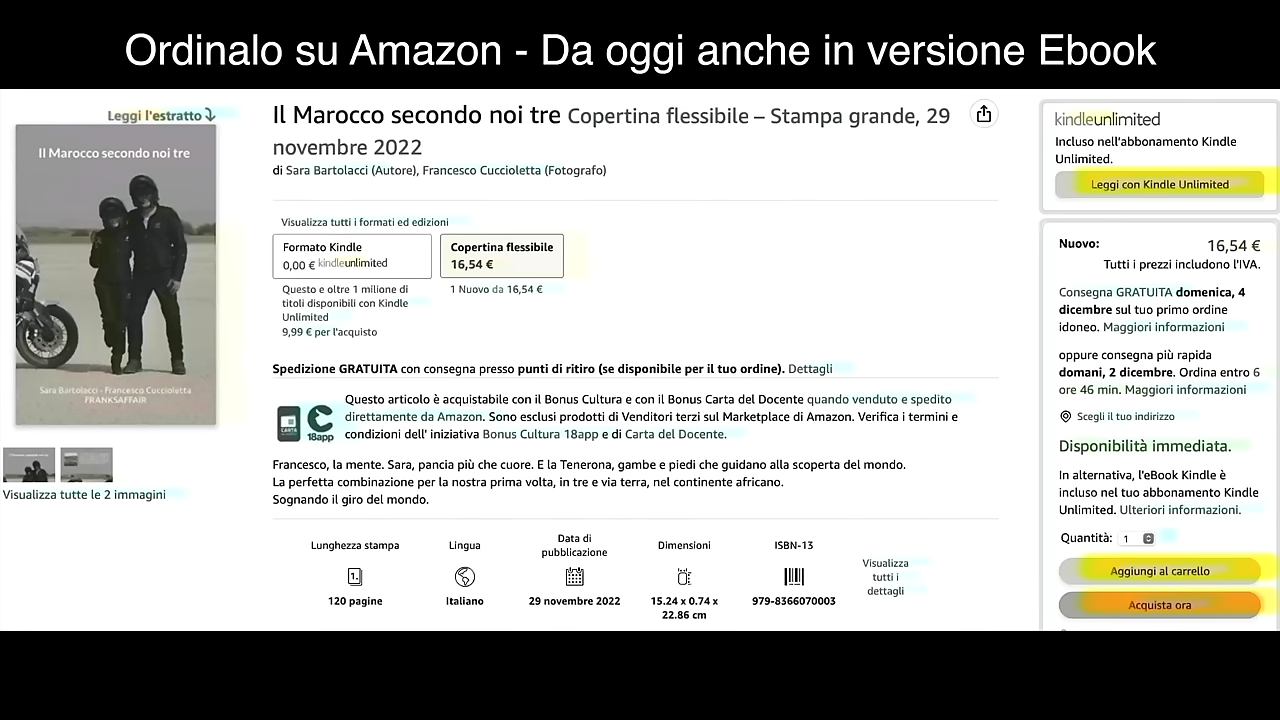 Ordinalo su Amazon - Da oggi anche in versione Ebook
Leggi l'estratto
Il Marocco secondo noi tre
Sara Bartolacci - Francesco Cuccioletta
FRANKSAFFAIR
Visualizza tutte le 2 immagini
Il Marocco secondo noi tre Copertina flessibile – Stampa grande, 29
novembre 2022
di Sara Bartolacci (Autore), Francesco Cuccioletta (Fotografo)
Visualizza tutti i formati ed edizioni
Formato Kindle
0,00 € kindleunlimited
Questo e oltre 1 milione di
titoli disponibili con Kindle
Unlimited
9,99 € per l'acquisto
Copertina flessibile
16,54 €
1 Nuovo da 16,54 €
Spedizione GRATUITA con consegna presso punti di ritiro (se disponibile per il tuo ordine). Dettagli
CARTA
18app
Questo articolo è acquistabile con il Bonus Cultura e con il Bonus Carta del Docente quando venduto e spedito
direttamente da Amazon. Sono esclusi prodotti di Venditori terzi sul Marketplace di Amazon. Verifica i termini e
condizioni dell' iniziativa Bonus Cultura 18app e di Carta del Docente.
Francesco, la mente. Sara, pancia più che cuore. E la Tenerona, gambe e piedi che guidano alla scoperta del mondo.
La perfetta combinazione per la nostra prima volta, in tre e via terra, nel continente africano.
Sognando il giro del mondo.
Lunghezza stampa
120 pagine
Lingua
Italiano
Data di
pubblicazione
29 novembre 2022
Dimensioni
15.24 x 0.74 x
22.86 cm
ISBN-13
979-8366070003
Visualizza
tutti i
dettagli
kindleunlimited
Incluso nell'abbonamento Kindle
Unlimited.
Leggi con Kindle Unlimited
Nuovo: 16,54 €
Tutti i prezzi includono l'IVA.
Consegna GRATUITA domenica, 4
dicembre sul tuo primo ordine
idoneo. Maggiori informazioni
oppure consegna più rapida
domani, 2 dicembre. Ordina entro 6
ore 46 min. Maggiori informazioni
Scegli il tuo indirizzo
Disponibilità immediata.
In alternativa, l'eBook Kindle è
incluso nel tuo abbonamento Kindle
Unlimited. Ulteriori informazioni.
Quantità: 1
Aggiungi al carrello
Acquista ora